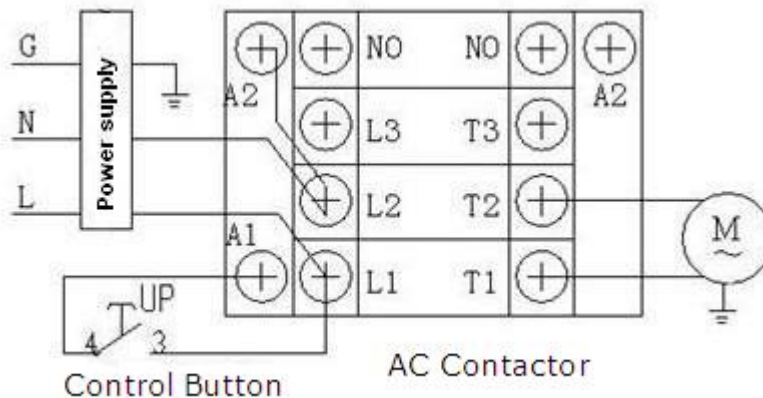 G
N
L
Power supply
A2
NO
NO
A2
L3
T3
L2
T2
A1
L1
T1
M
~
UP
4
3
Control Button
AC Contactor